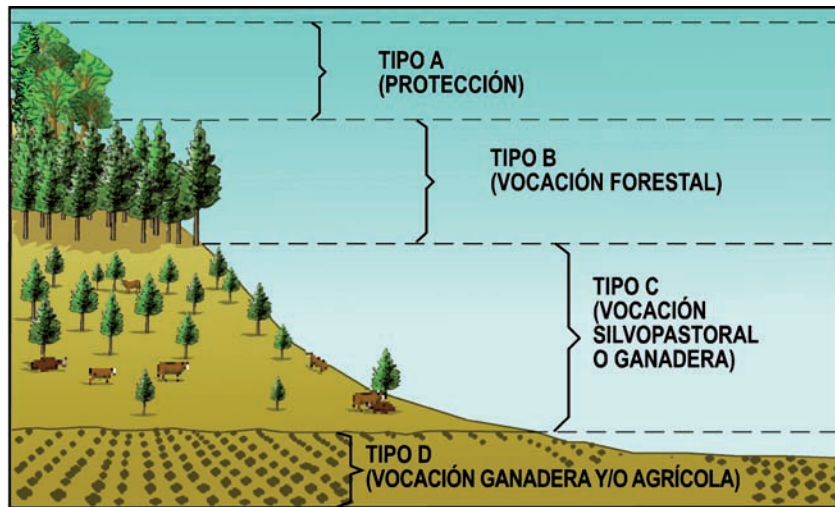 TIPO A
(PROTECCIÓN)
TIPO B
(VOCACIÓN FORESTAL)
TIPO C
(VOCACIÓN
SILVOPASTORAL
O GANADERA)
TIPO D
(VOCACIÓN GANADERA Y/O AGRÍCOLA)